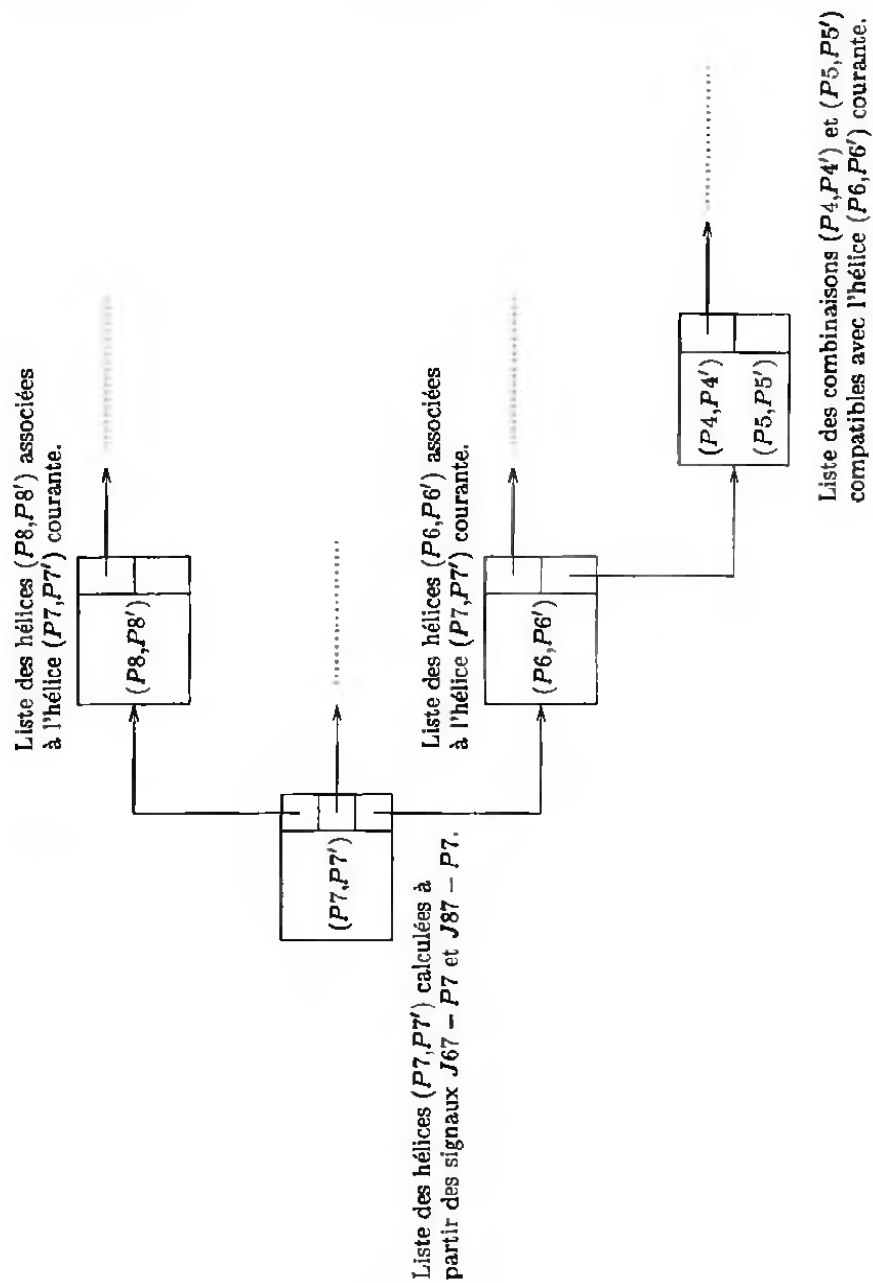 Liste des hélices (P8,P8′) associées
à l'hélice (P7,P7′) courante.
(P8,P8′)
(P7,P7′)
Liste des hélices (P7,P7′) calculées à
partir des signaux J67 – P7 et J87 – P7.
Liste des hélices (P6,P6′) associées
à l'hélice (P7,P7′) courante.
(P6,P6′)
(P4,P4′)
(P5,P5′)
Liste des combinaisons (P4,P4′) et (P5,P5′)
compatibles avec l'hélice (P6,P6′) courante.